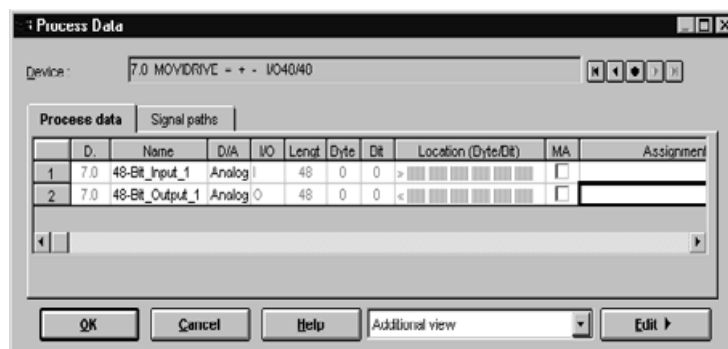 Process Data
Device : 7.0 MOVIDRIVE - + - I/O40/40
Process data Signal paths
D. Name D/A I/O Lengt Byte Bit Location (Byte/Bit) MA Assignment
1 7.0 48-Bit_Input_1 Analog I 48 0 0 »
2 7.0 48-Bit_Output_1 Analog O 48 0 0 «
OK Cancel Help Additional view Edit